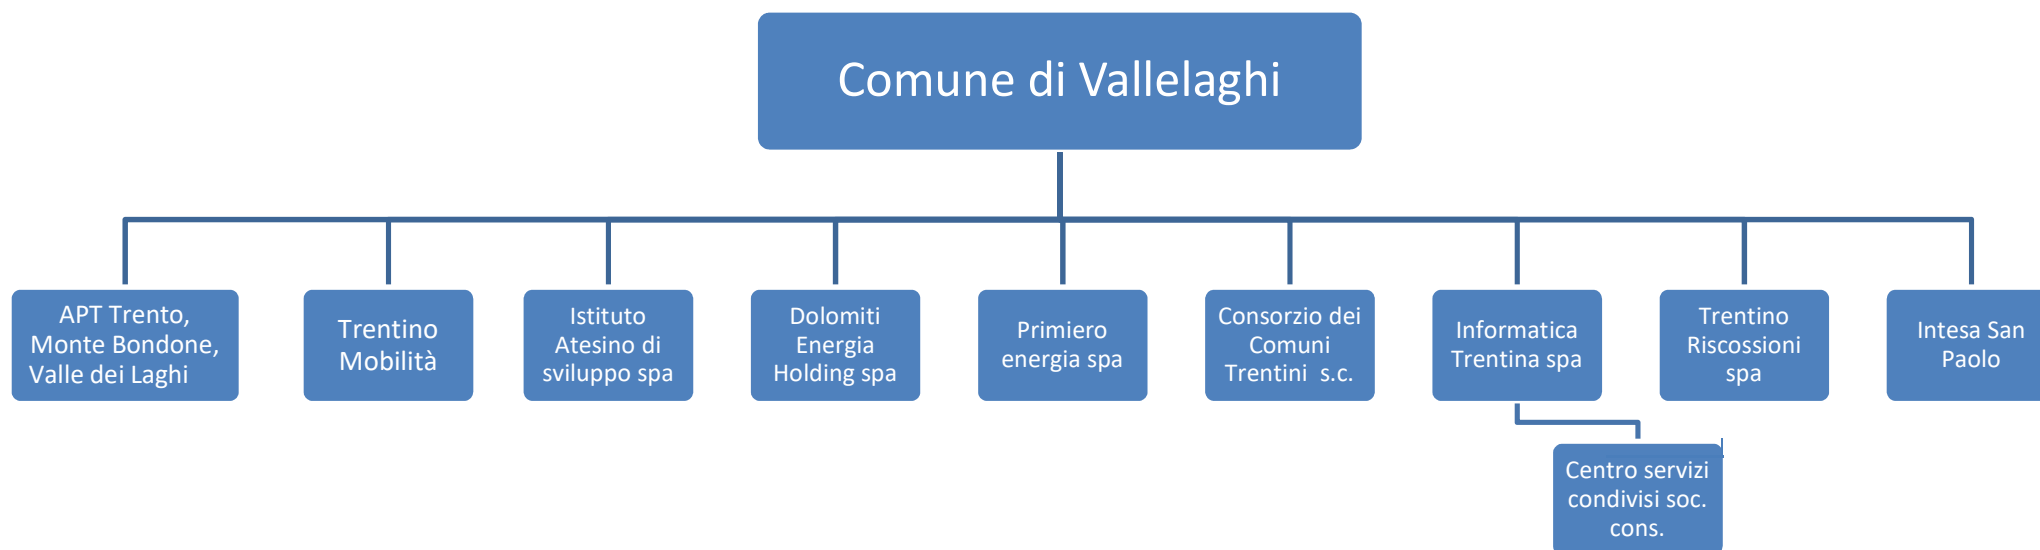 Comune di Vallelaghi
APT Trento,
Monte Bondone,
Valle dei Laghi
Trentino
Mobilità
Istituto
Atesino di
sviluppo spa
Dolomiti
Energia
Holding spa
Primiero
energia spa
Consorzio dei
Comuni
Trentini  s.c.
Informatica
Trentina spa
Trentino
Riscossioni
spa
Intesa San
Paolo
Centro servizi
condivisi soc.
cons.